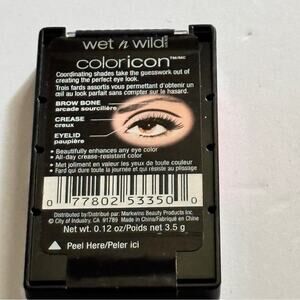 wet n wild
coloricon™/MC
Coordinating shades take the guesswork out of
creating the perfect eye look.
Trois fards assortis vous permettant d'obtenir un
œil au look parfait sans compter sur le hasard.
BROW BONE
arcade sourcilière
CREASE
creux
EYELID
paupière
• Beautifully enhances any eye color
• All-day crease-resistant color
• Met joliment en valeur les yeux de toute couleur
• Fard qui dure toute la journée et qui résiste au plissage
0 77802 53350 0
Distributed by/Distribué par: Markwins Beauty Products Inc.
© City of Industry, CA 91789 Made in China/Fabriqué en Chine
Net wt. 0.12 oz/Poids net 3.5 g
Peel Here/Peler ici